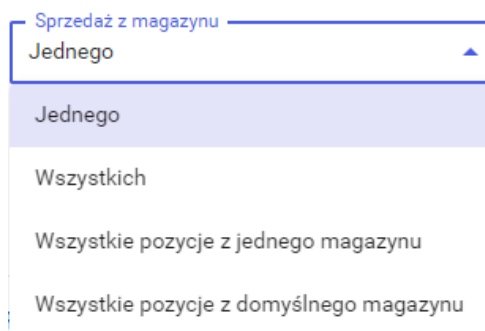 Sprzedaż z magazynu
Jednego
Jednego
Wszystkich
Wszystkie pozycje z jednego magazynu
Wszystkie pozycje z domyślnego magazynu